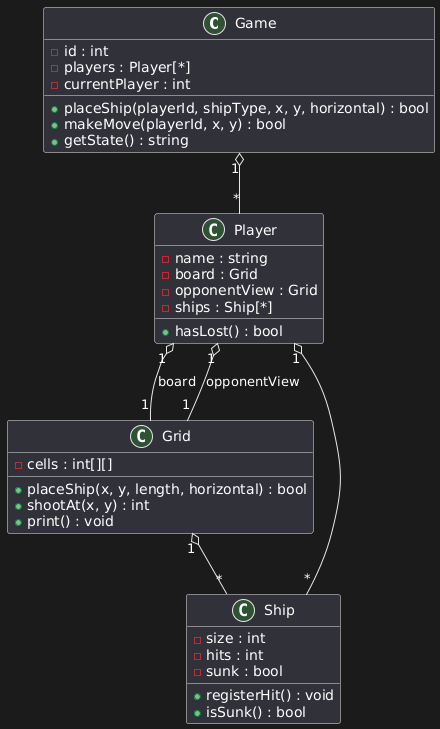 C Game
id : int
players : Player[*]
currentPlayer : int
placeShip(playerId, shipType, x, y, horizontal) : bool
makeMove(playerId, x, y) : bool
getState() : string
1
*
C Player
name : string
board : Grid
opponentView : Grid
ships : Ship[*]
hasLost() : bool
1 1 1
board opponentView
1 1
C Grid
cells : int[][]
placeShip(x, y, length, horizontal) : bool
shootAt(x, y) : int
print() : void
1
* *
C Ship
size : int
hits : int
sunk : bool
registerHit() : void
isSunk() : bool